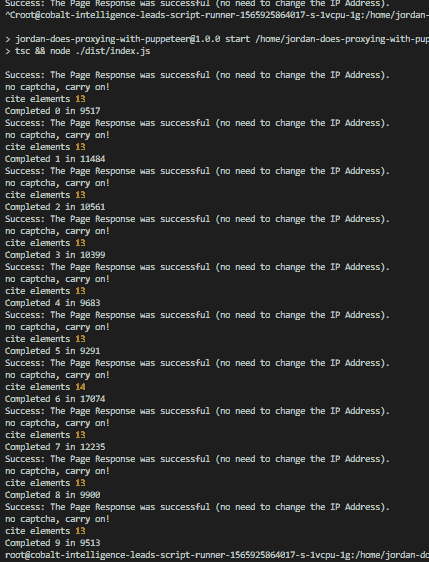 Success: The Page Response was successful (no need to change the IP Address).
^Croot@cobalt-intelligence-leads-script-runner-1565925864017-s-1vcpu-1g:/home/jordan-
> jordan-does-proxying-with-puppeteer@1.0.0 start /home/jordan-does-proxying-with-pup
> tsc && node ./dist/index.js
Success: The Page Response was successful (no need to change the IP Address).
no captcha, carry on!
cite elements 13
Completed 0 in 9517
Success: The Page Response was successful (no need to change the IP Address).
no captcha, carry on!
cite elements 13
Completed 1 in 11484
Success: The Page Response was successful (no need to change the IP Address).
no captcha, carry on!
cite elements 13
Completed 2 in 10561
Success: The Page Response was successful (no need to change the IP Address).
no captcha, carry on!
cite elements 13
Completed 3 in 10399
Success: The Page Response was successful (no need to change the IP Address).
no captcha, carry on!
cite elements 13
Completed 4 in 9683
Success: The Page Response was successful (no need to change the IP Address).
no captcha, carry on!
cite elements 13
Completed 5 in 9291
Success: The Page Response was successful (no need to change the IP Address).
no captcha, carry on!
cite elements 14
Completed 6 in 17074
Success: The Page Response was successful (no need to change the IP Address).
no captcha, carry on!
cite elements 13
Completed 7 in 12235
Success: The Page Response was successful (no need to change the IP Address).
no captcha, carry on!
cite elements 13
Completed 8 in 9900
Success: The Page Response was successful (no need to change the IP Address).
no captcha, carry on!
cite elements 13
Completed 9 in 9513
root@cobalt-intelligence-leads-script-runner-1565925864017-s-1vcpu-1g:/home/jordan-do